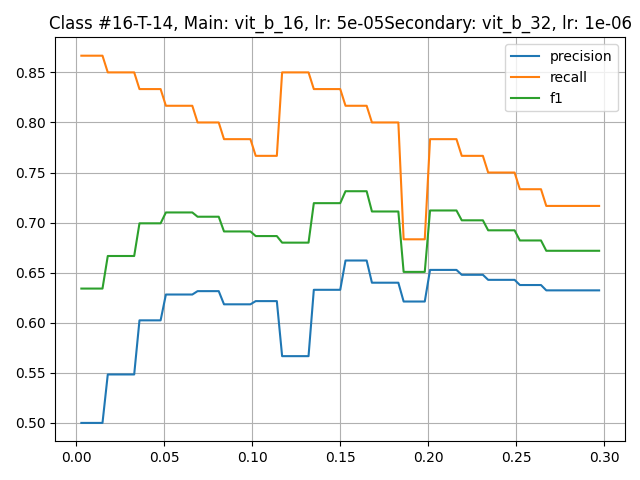 Class #16-T-14, Main: vit_b_16, lr: 5e-05Secondary: vit_b_32, lr: 1e-06
precision
recall
f1
0.85
0.80
0.75
0.70
0.65
0.60
0.55
0.50
0.00 0.05 0.10 0.15 0.20 0.25 0.30